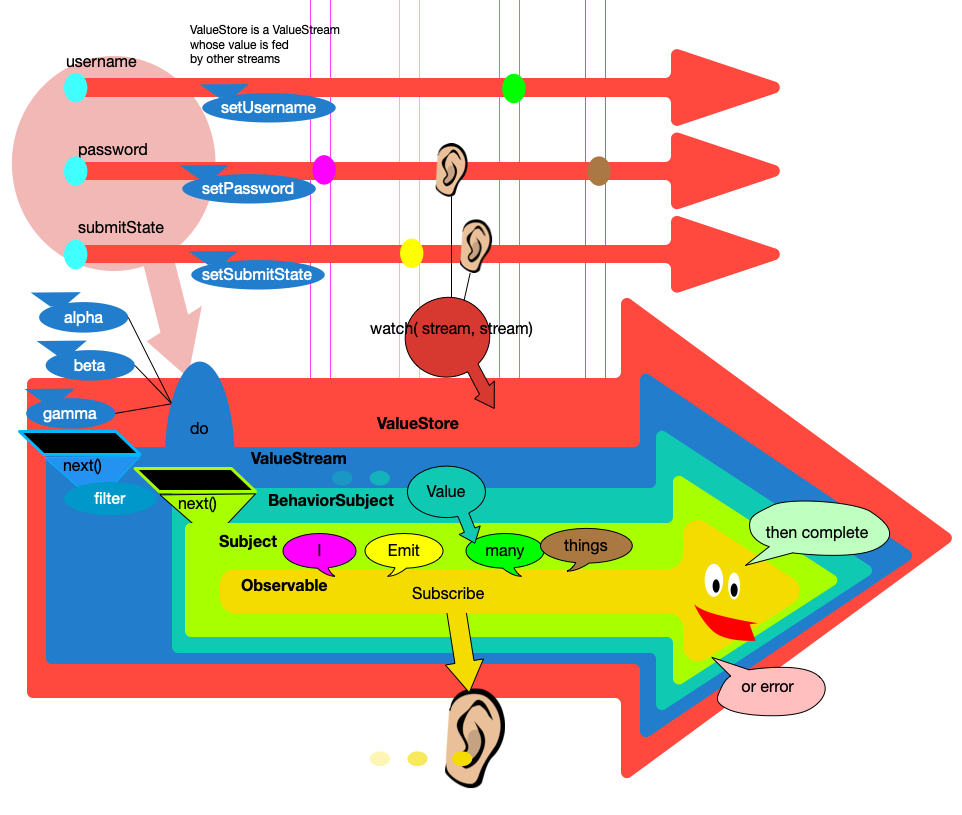 ValueStore is a ValueStream
whose value is fed
by other streams
username
setUsername
password
setPassword
submitState
setSubmitState
alpha
watch( stream, stream)
beta
gamma
ValueStore
do
ValueStream
next()
filter
Value
BehaviorSubject
next()
then complete
Subject
I
Emit
many
things
Observable
Subscribe
or error